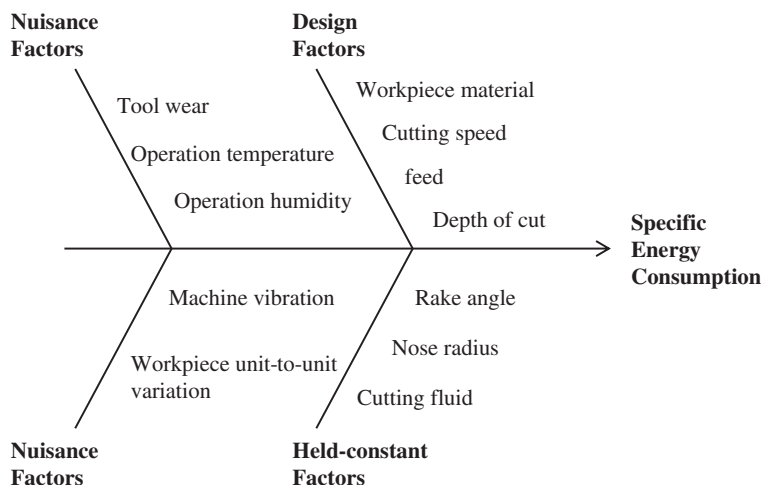 Nuisance
Factors
Design
Factors
Tool wear
Operation temperature
Operation humidity
Workpiece material
Cutting speed
feed
Depth of cut
Specific
Energy
Consumption
Machine vibration
Workpiece unit-to-unit
variation
Rake angle
Nose radius
Cutting fluid
Nuisance
Factors
Held-constant
Factors